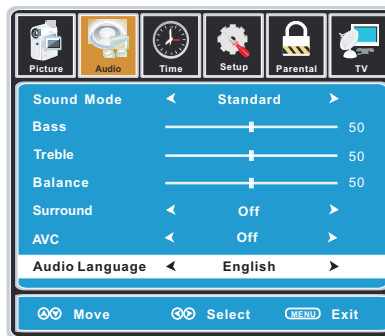 Picture Audio Time Setup Parental TV
Sound Mode Standard
Bass 50
Treble 50
Balance 50
Surround Off
AVC Off
Audio Language English
Move Select MENU Exit